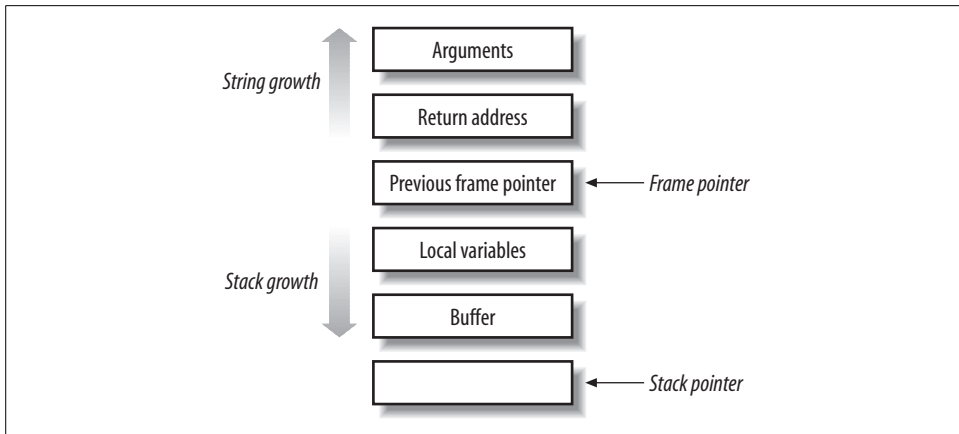 Arguments
String growth
Return address
Previous frame pointer
Frame pointer
Local variables
Stack growth
Buffer
Stack pointer